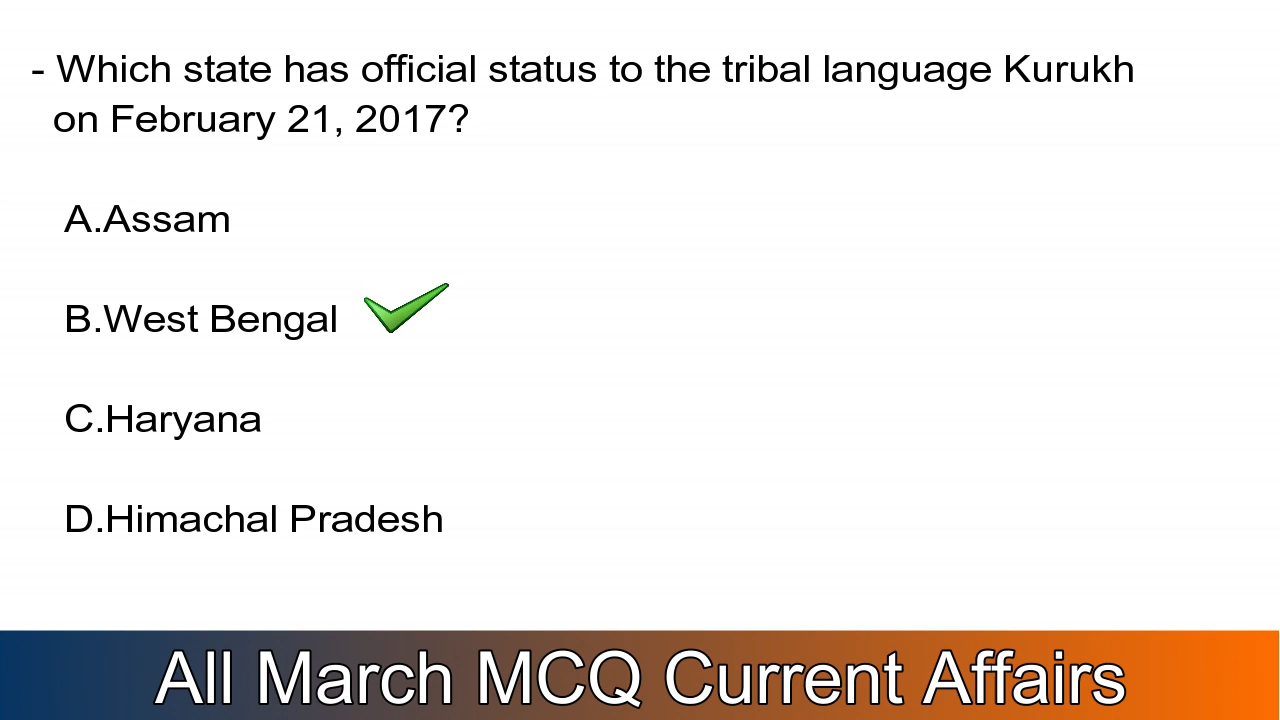 - Which state has official status to the tribal language Kurukh
on February 21, 2017?
A.Assam
B.West Bengal
C.Haryana
D.Himachal Pradesh
All March MCQ Current Affairs